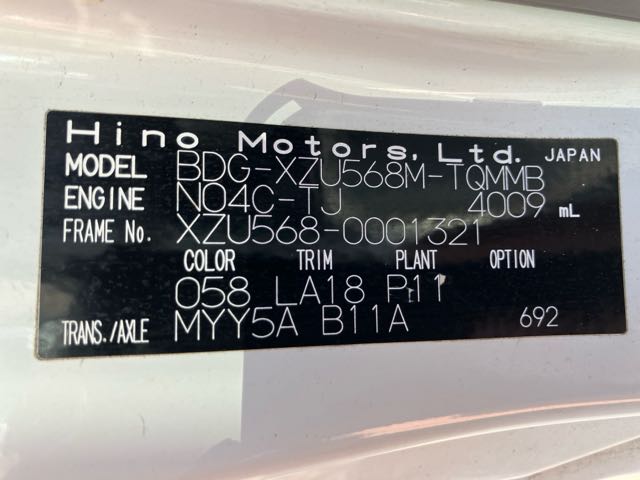 Hino Motors, Ltd. JAPAN
MODEL BDG-XZU568M-TQMMB
ENGINE N04C-TJ 4009 mL
FRAME No. XZU568-0001321
COLOR TRIM PLANT OPTION
058 LA18 P11
TRANS./AXLE MYY5A B11A 692